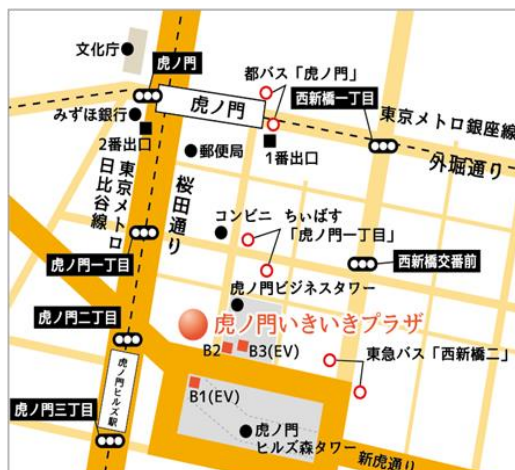 文化庁
虎ノ門
都バス「虎ノ門」
西新橋一丁目
みずほ銀行
虎ノ門
東京メトロ銀座線
2番出口
郵便局
1番出口
外堀通り
東京メトロ
日比谷線
桜田通り
コンビニ
ちぃばす
「虎ノ門一丁目」
虎ノ門一丁目
西新橋交番前
虎ノ門ビジネスタワー
虎ノ門二丁目
虎ノ門いきいきプラザ
B2
B3(EV)
東急バス「西新橋二」
虎ノ門ヒルズ駅
B1(EV)
虎ノ門三丁目
虎ノ門
ヒルズ森タワー
新虎通り